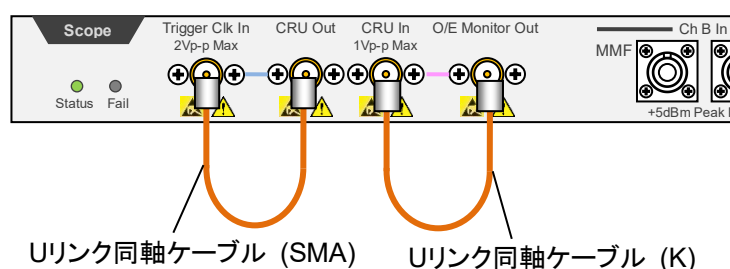 Scope
Trigger Clk In
2Vp-p Max
CRU Out
CRU In
1Vp-p Max
O/E Monitor Out
Ch B In
MMF
Status
Fail
+5dBm Peak
Uリンク同軸ケーブル (SMA)
Uリンク同軸ケーブル (K)